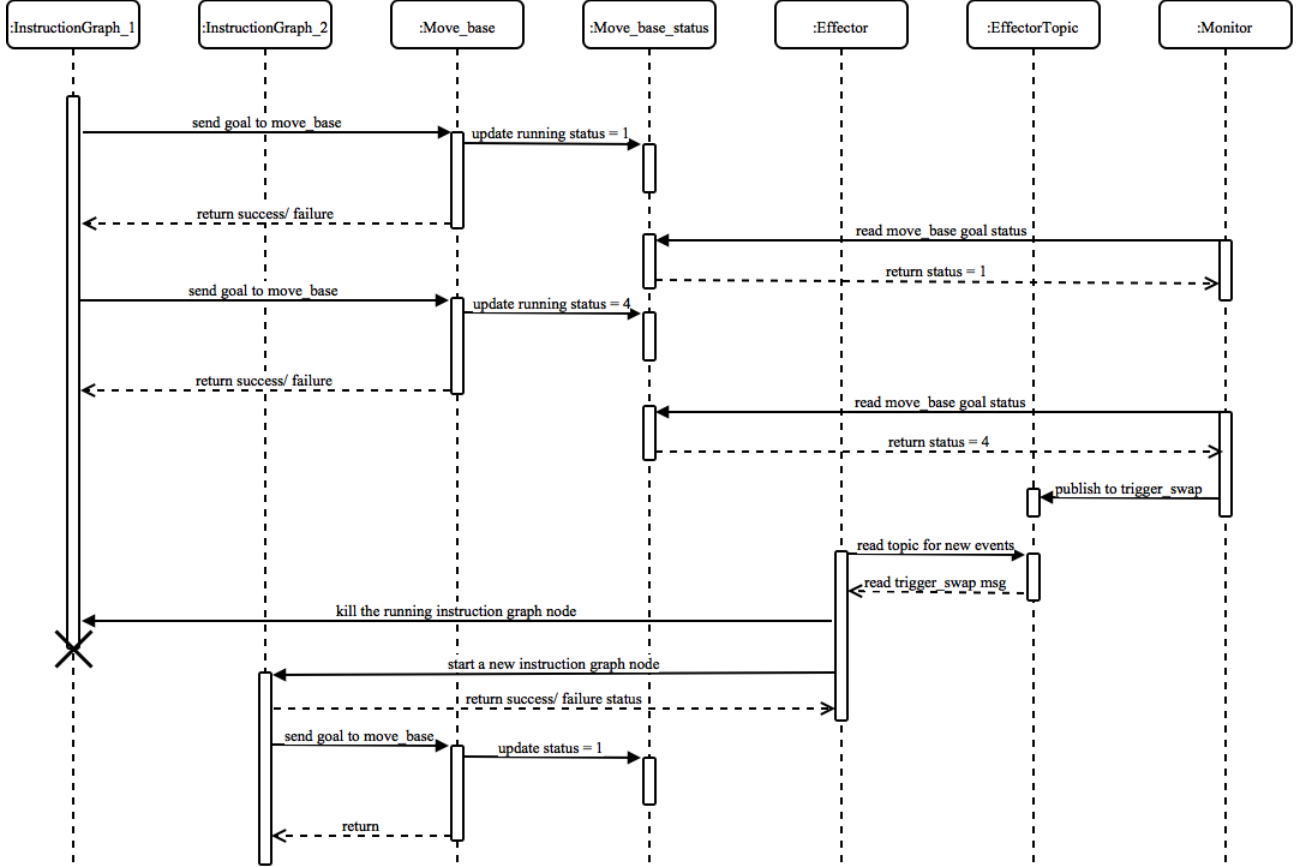 :InstructionGraph_1
:InstructionGraph_2
:Move_base
:Move_base_status
:Effector
:EffectorTopic
:Monitor
send goal to move_base
update running status = 1
return success/ failure
read move_base goal status
return status = 1
send goal to move_base
update running status = 4
return success/ failure
read move_base goal status
return status = 4
publish to trigger_swap
read topic for new events
read trigger_swap msg
kill the running instruction graph node
start a new instruction graph node
return success/ failure status
send goal to move_base
update status = 1
return